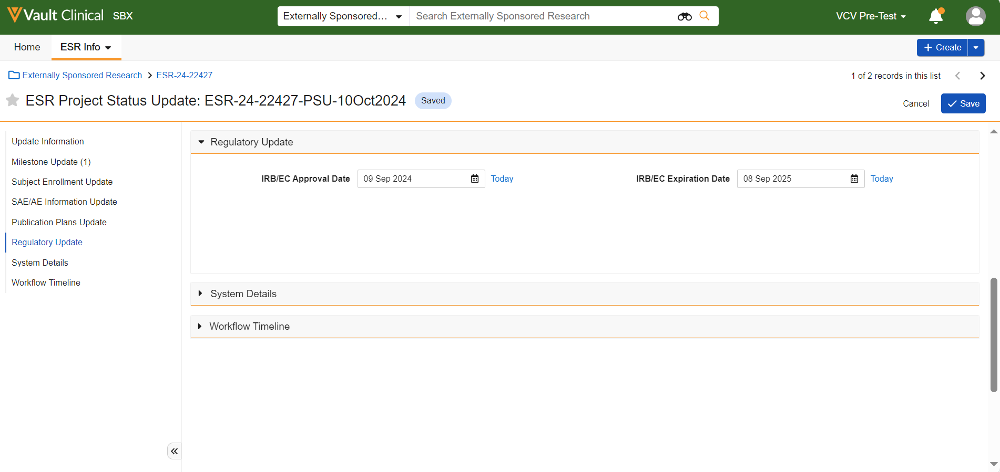 Vault Clinical SBX
Externally Sponsored... Search Externally Sponsored Research
VCV Pre-Test
Home ESR Info
Create
Externally Sponsored Research ESR-24-22427
1 of 2 records in this list
ESR Project Status Update: ESR-24-22427-PSU-10Oct2024 Saved
Cancel Save
Update Information
Milestone Update (1)
Subject Enrollment Update
SAE/AE Information Update
Publication Plans Update
Regulatory Update
System Details
Workflow Timeline
Regulatory Update
IRB/EC Approval Date 09 Sep 2024 Today
IRB/EC Expiration Date 08 Sep 2025 Today
System Details
Workflow Timeline